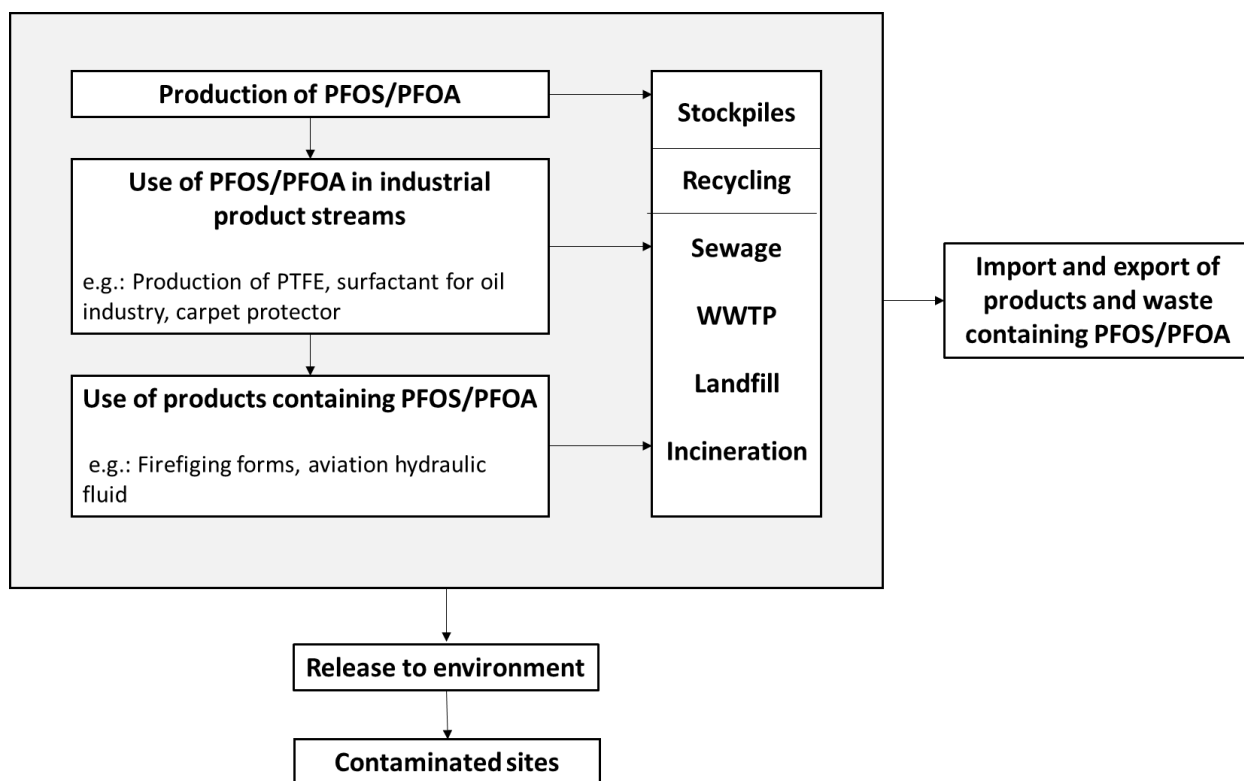 Production of PFOS/PFOA
Use of PFOS/PFOA in industrial
product streams
e.g.: Production of PTFE, surfactant for oil
industry, carpet protector
Use of products containing PFOS/PFOA
e.g.: Firefiging forms, aviation hydraulic
fluid
Stockpiles
Recycling
Sewage
WWTP
Landfill
Incineration
Import and export of
products and waste
containing PFOS/PFOA
Release to environment
Contaminated sites